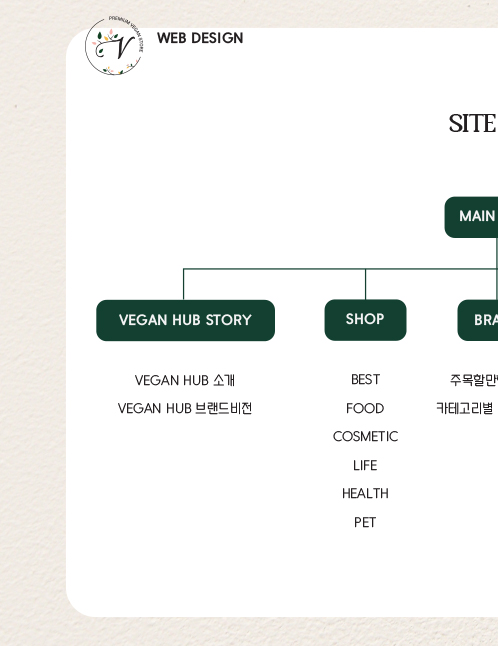 PREMIUM VEGAN STORE
V
WEB DESIGN
SITE
MAIN
VEGAN HUB STORY
SHOP
BRA
VEGAN HUB 소개
BEST
주목할만
VEGAN HUB 브랜드비전
FOOD
카테고리별
COSMETIC
LIFE
HEALTH
PET